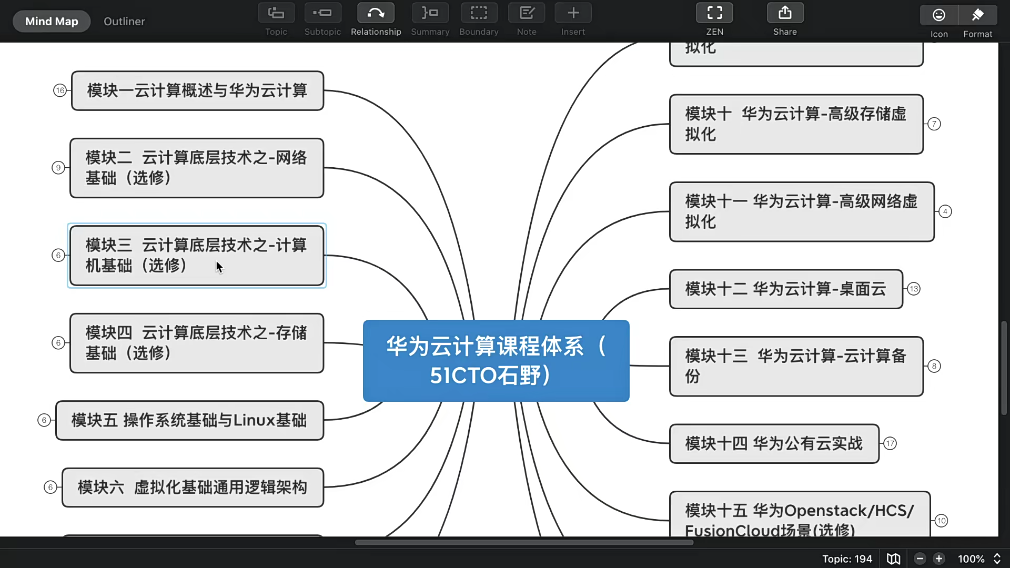 Mind Map
Outliner
Topic
Subtopic
Relationship
Summary
Boundary
Note
Insert
ZEN
Share
Icon
Format
16
模块一云计算概述与华为云计算
9
模块二 云计算底层技术之-网络
基础（选修）
6
模块三 云计算底层技术之-计算
机基础（选修）
6
模块四 云计算底层技术之-存储
基础（选修）
6
模块五 操作系统基础与Linux基础
6
模块六 虚拟化基础通用逻辑架构
华为云计算课程体系（
51CTO石野）
拟化
模块十 华为云计算-高级存储虚
拟化
7
模块十一 华为云计算-高级网络虚
拟化
4
模块十二 华为云计算-桌面云
13
模块十三 华为云计算-云计算备
份
8
模块十四 华为公有云实战
17
模块十五 华为Openstack/HCS/
FusionCloud场景(选修)
10
Topic: 194
100%